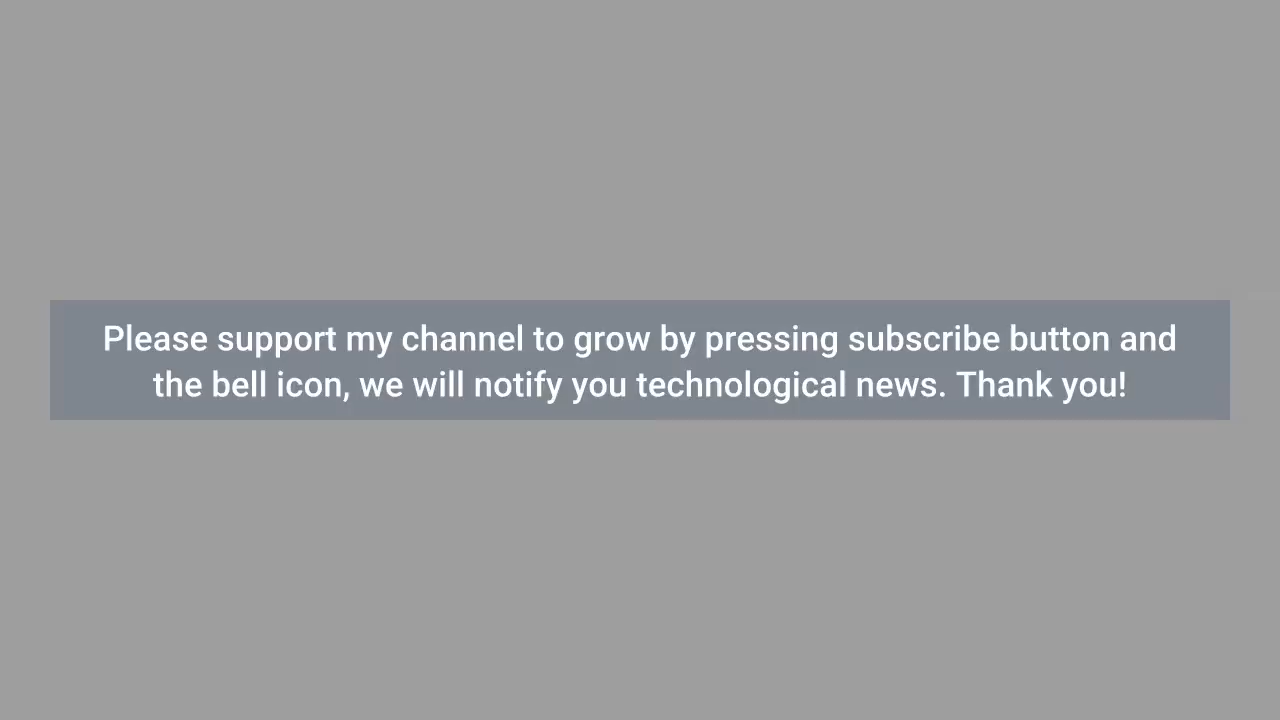 Please support my channel to grow by pressing subscribe button and
the bell icon, we will notify you technological news. Thank you!